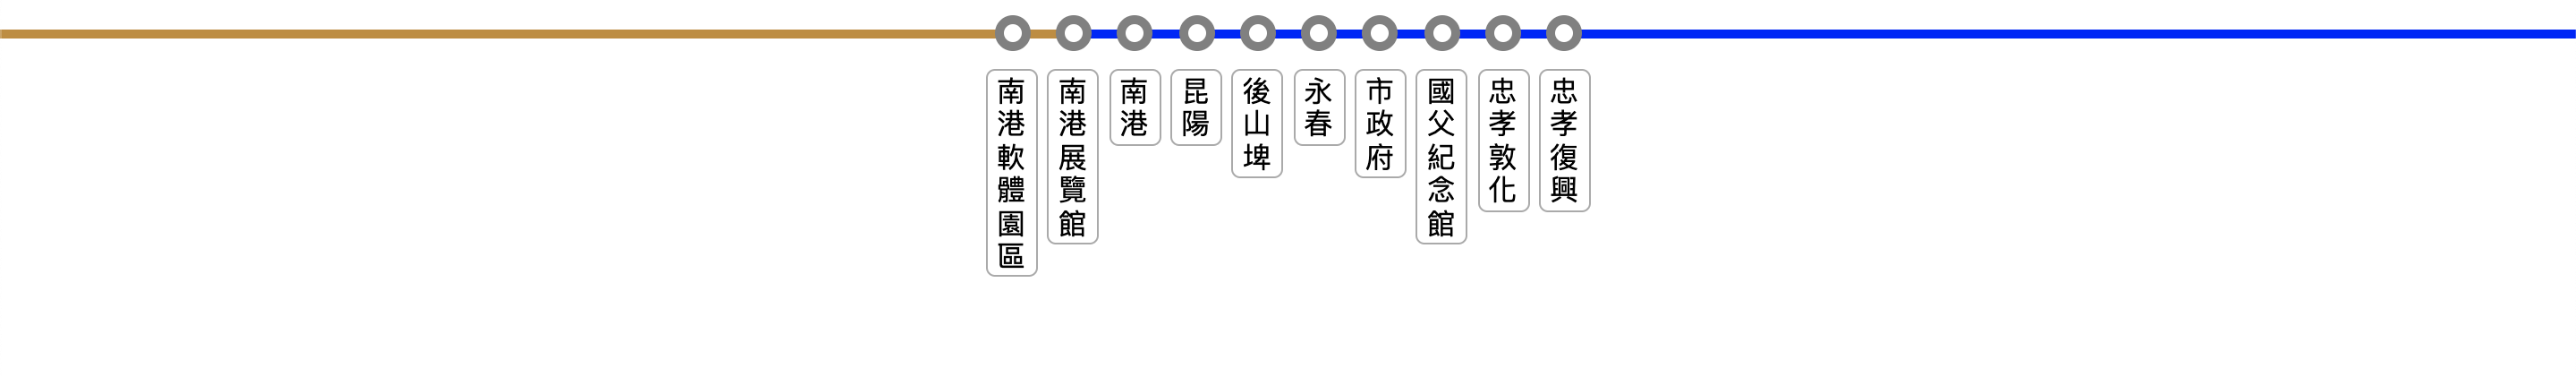 南港軟體園區
南港展覽館
南港
昆陽
後山埤
永春
市政府
國父紀念館
忠孝敦化
忠孝復興